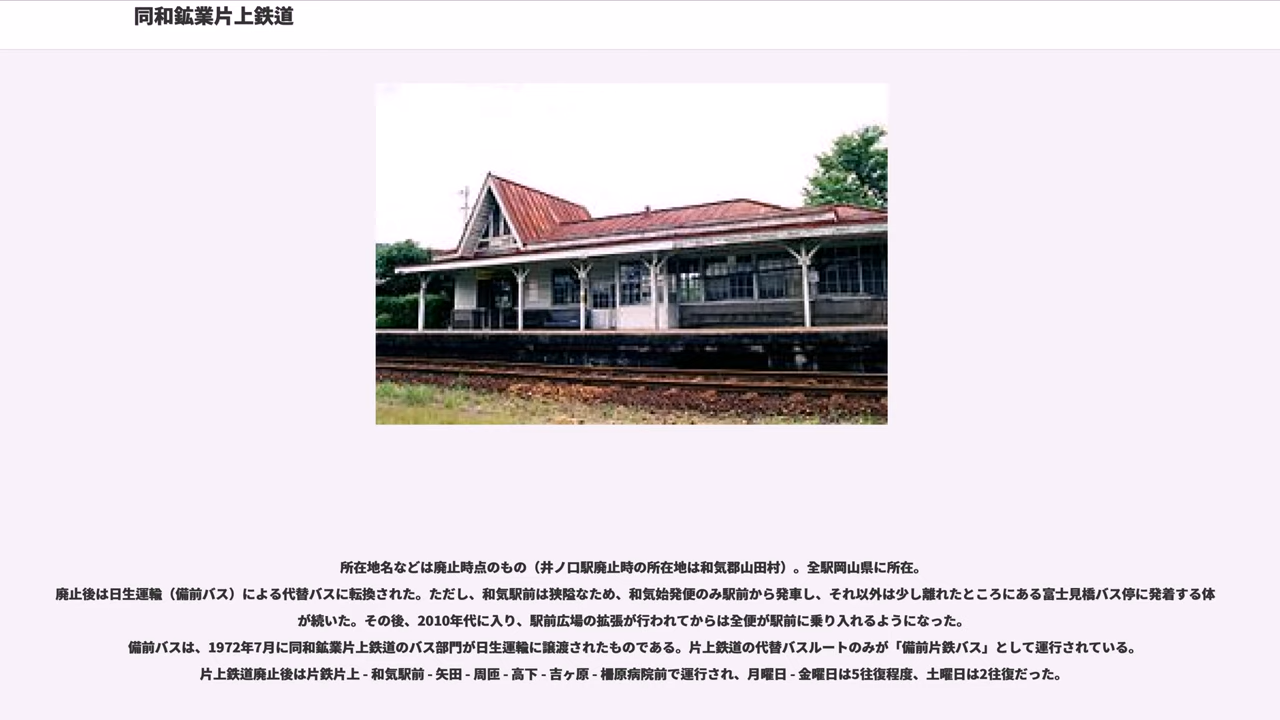 同和鉱業片上鉄道
所在地名などは廃止時点のもの（井ノ口駅廃止時の所在地は和気郡山田村）。全駅岡山県に所在。
廃止後は日生運輸（備前バス）による代替バスに転換された。ただし、和気駅前は狭隘なため、和気始発便のみ駅前から発車し、それ以外は少し離れたところにある富士見橋バス停に発着する体
が続いた。その後、2010年代に入り、駅前広場の拡張が行われてからは全便が駅前に乗り入れるようになった。
備前バスは、1972年7月に同和鉱業片上鉄道のバス部門が日生運輸に譲渡されたものである。片上鉄道の代替バスルートのみが「備前片鉄バス」として運行されている。
片上鉄道廃止後は片鉄片上 - 和気駅前 - 矢田 - 周匝 - 高下 - 吉ヶ原 - 柵原病院前で運行され、月曜日 - 金曜日は5往復程度、土曜日は2往復だった。